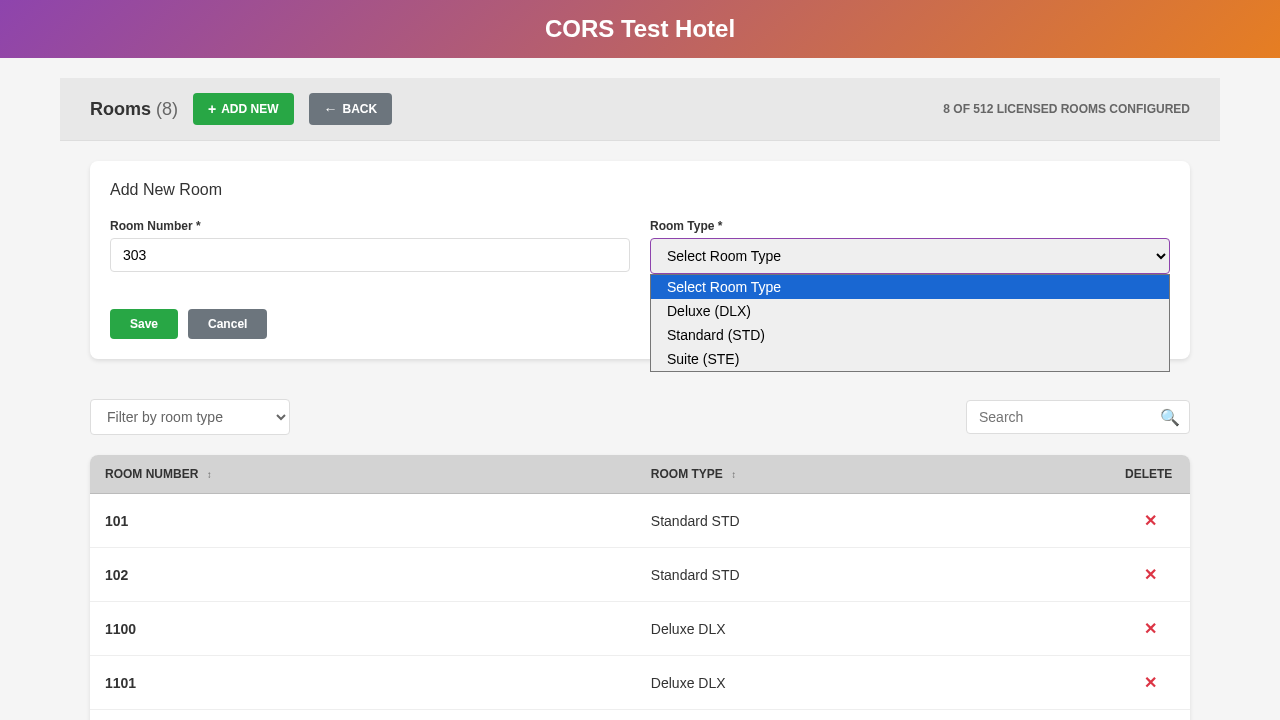 CORS Test Hotel
Rooms (8)
+ ADD NEW
← BACK
8 OF 512 LICENSED ROOMS CONFIGURED
Add New Room
Room Number *
Room Type *
303
Select Room Type
Select Room Type
Deluxe (DLX)
Standard (STD)
Suite (STE)
Save
Cancel
Filter by room type
Search
ROOM NUMBER ↕
ROOM TYPE ↕
DELETE
101
Standard STD
✕
102
Standard STD
✕
1100
Deluxe DLX
✕
1101
Deluxe DLX
✕